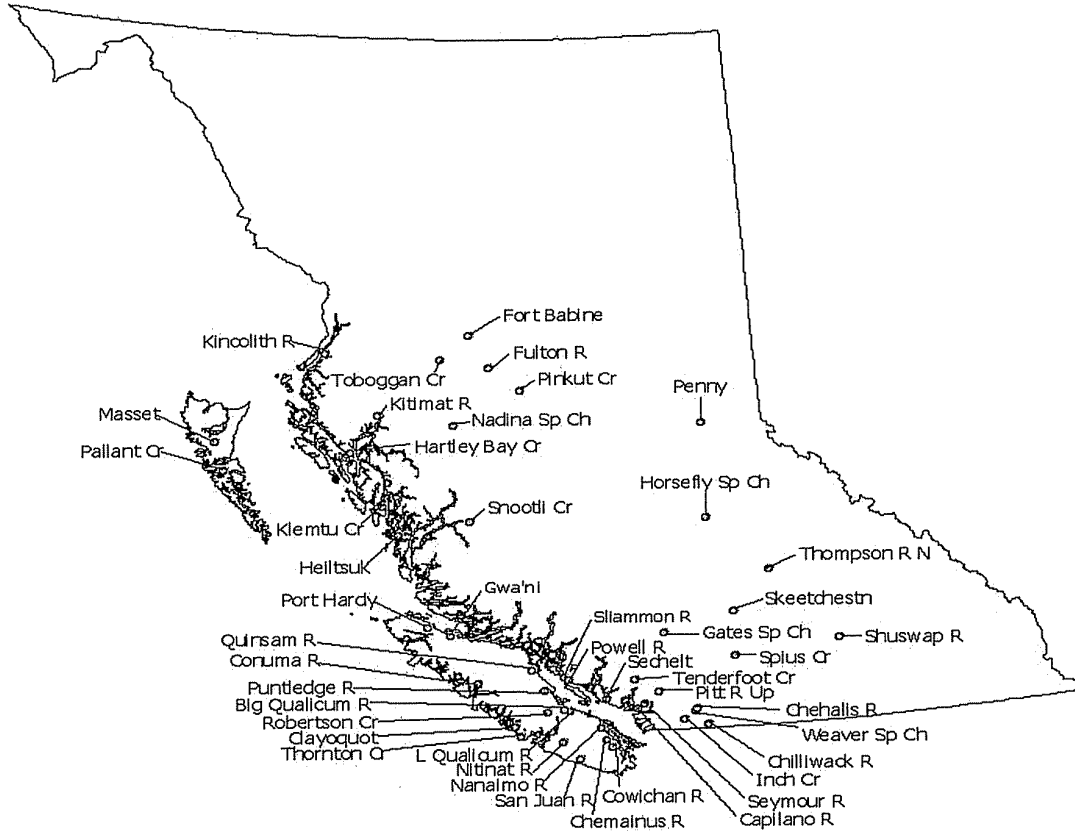 Fort Babine
Kincolith R
Fulton R
Toboggan Cr
Pinkut Cr
Penny
Kitimat R
Masset
Nadina Sp Ch
Pallant Cr
Hartley Bay Cr
Horsefly Sp Ch
Snootli Cr
Klemtu Cr
Thompson R N
Heiltsuk
Gwa'ni
Port Hardy
Skeetchestn
Sliammon R
Gates Sp Ch
Shuswap R
Quinsam R
Powell R
Conuma R
Sechelt
Spius Cr
Tenderfoot Cr
Puntledge R
Pitt R Up
Big Qualicum R
Chehalis R
Robertson Cr
Weaver Sp Ch
Clayoquot
Thornton Cr
L Qualicum R
Chilliwack R
Nitinat R
Inch Cr
Nanaimo R
San Juan R
Cowichan R
Seymour R
Chemainus R
Capilano R